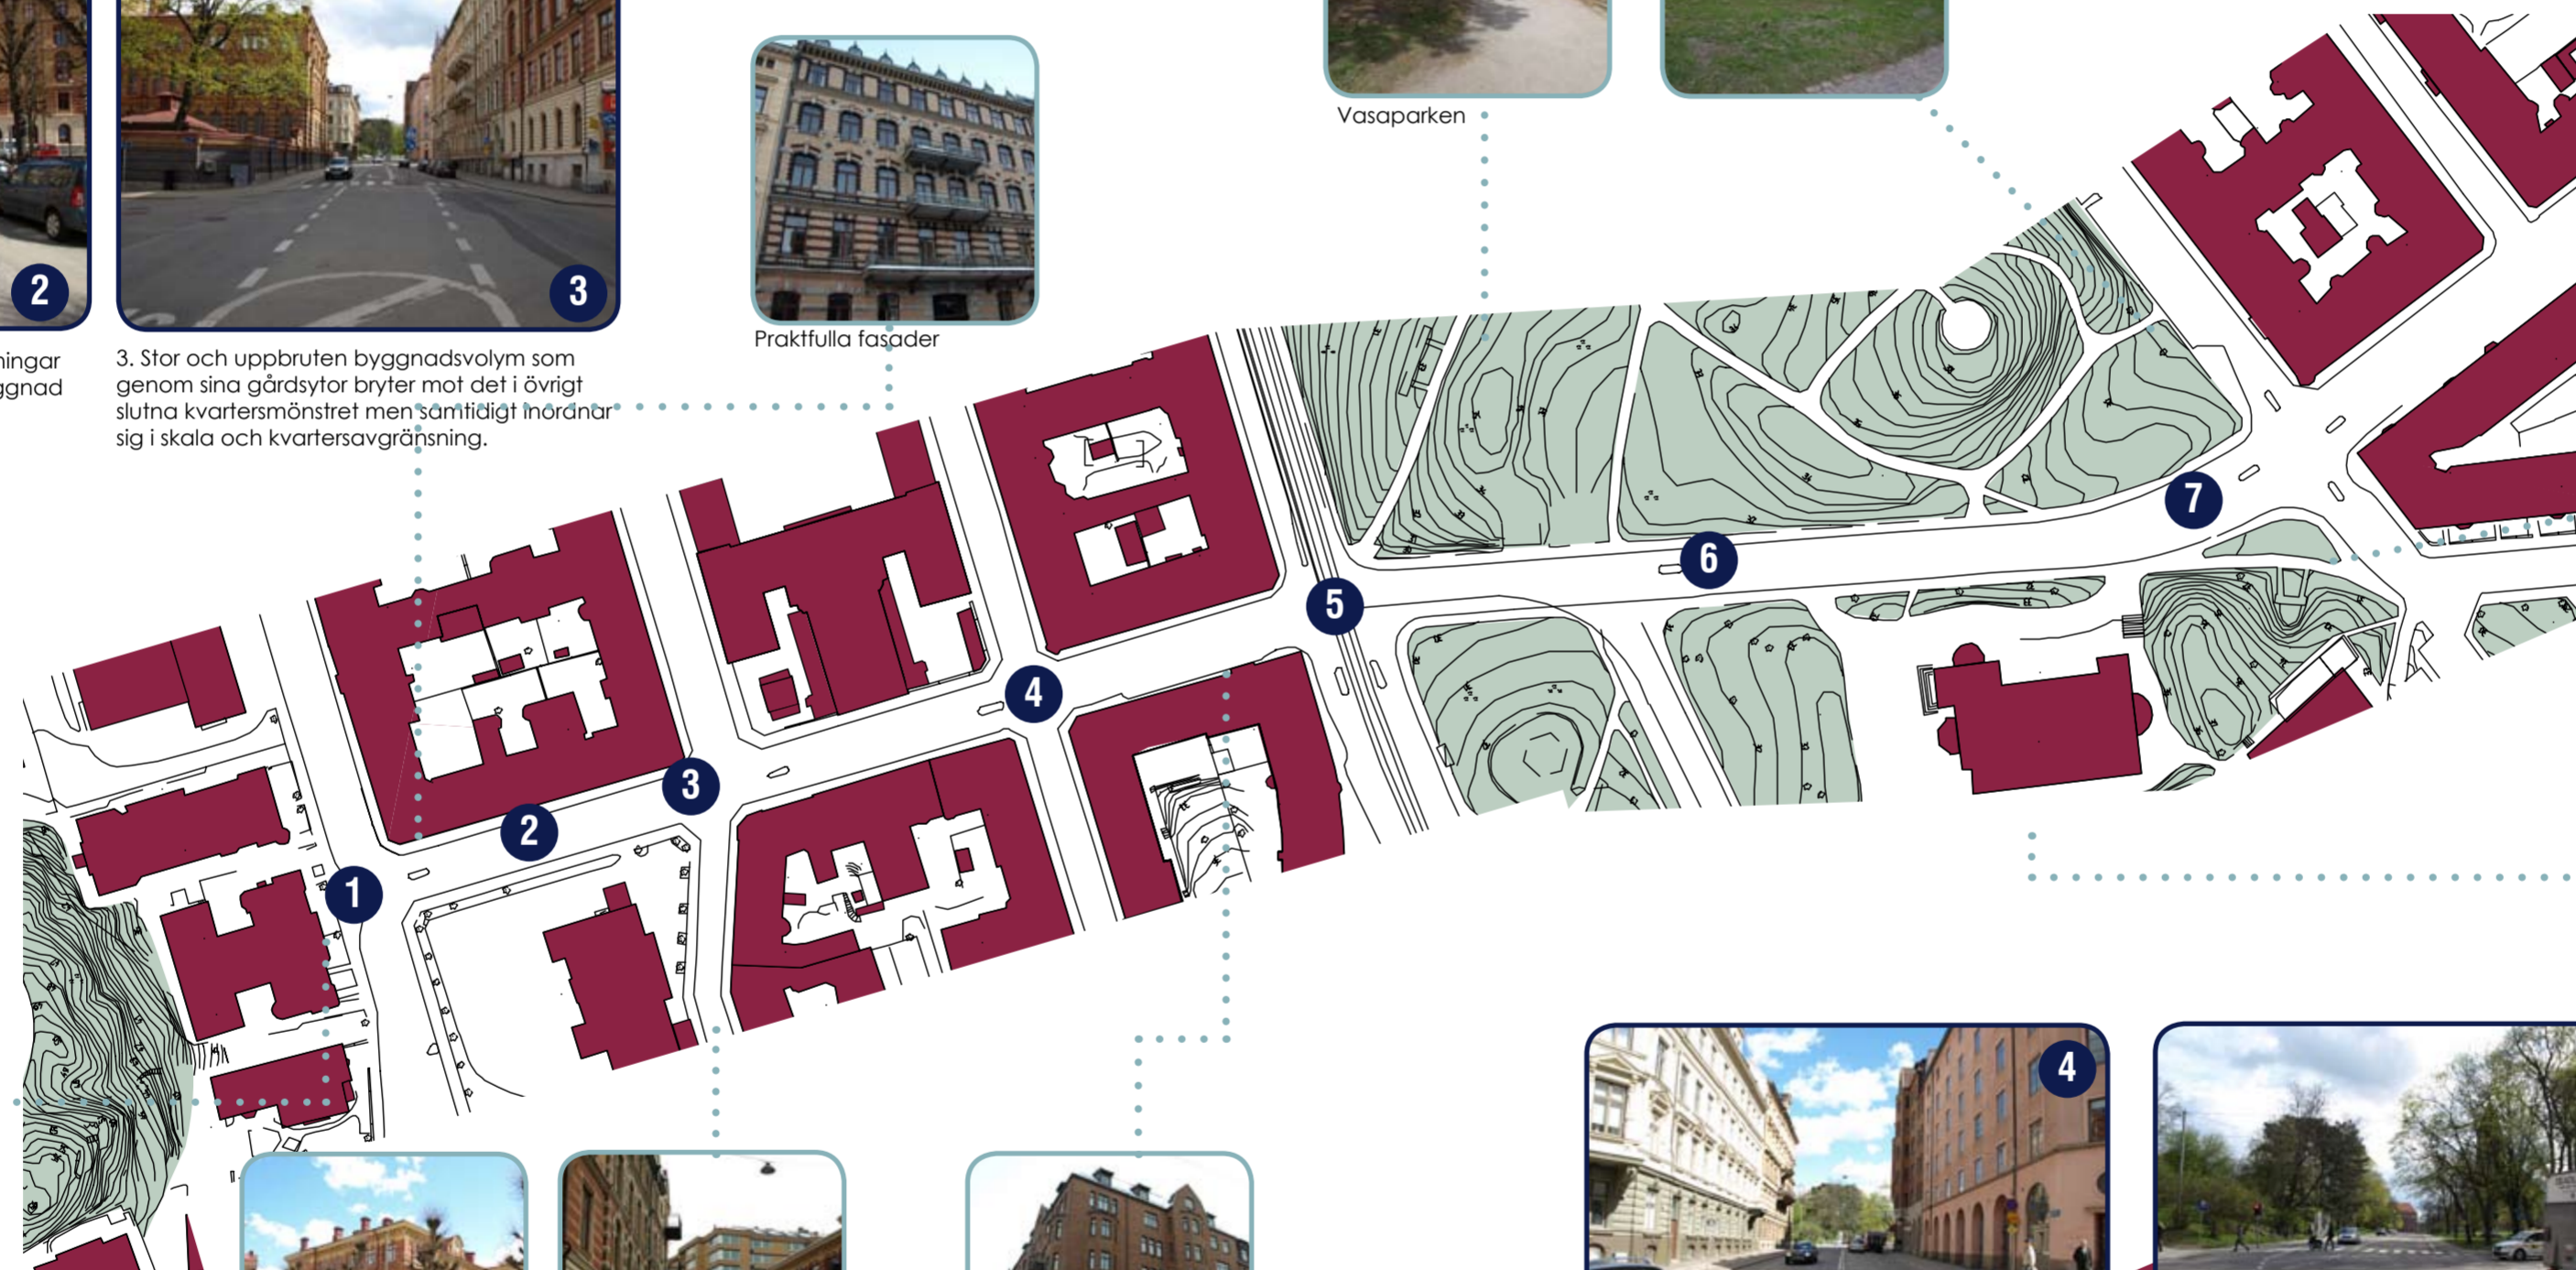 2
3
ningar
ggnad
3. Stor och uppbruten byggnadsvolym som
genom sina gårdsytor bryter mot det i övrigt
slutna kvartersmönstret men samtidigt inordnar
sig i skala och kvartersavgränsning.
Praktfulla fasader
Vasaparken
1
2
3
4
5
6
7
4